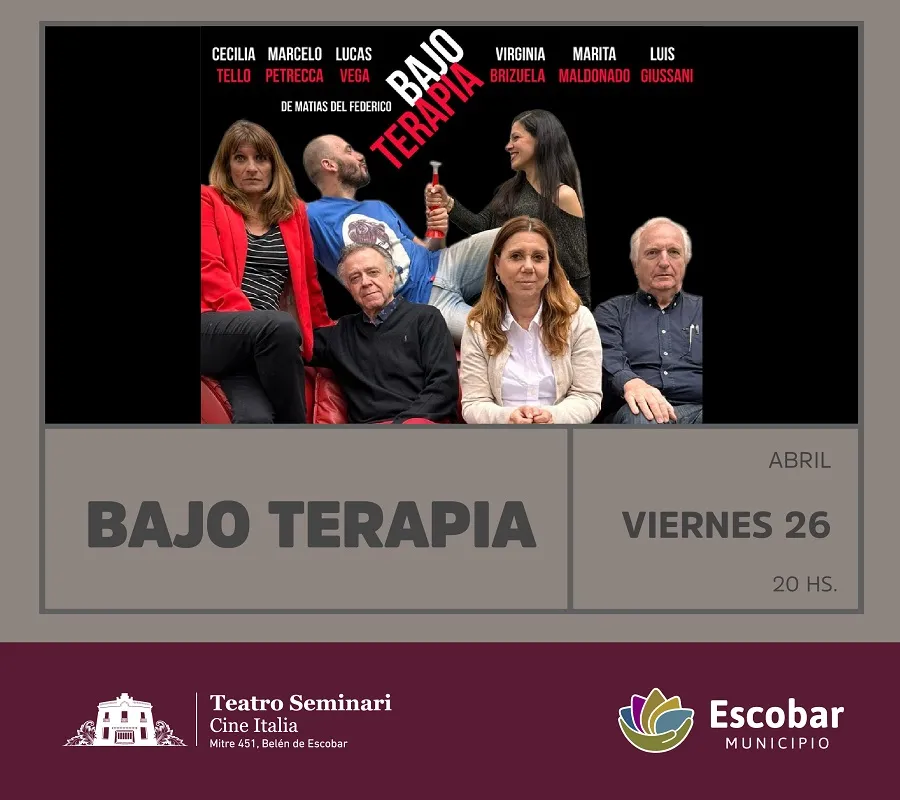 CECILIA MARCELO LUCAS
TELLO PETRECCA VEGA
BAJO
TERAPIA
VIRGINIA MARITA LUIS
BRIZUELA MALDONADO GIUSSANI
DE MATIAS DEL FEDERICO
BAJO TERAPIA
ABRIL
VIERNES 26
20 HS.
Teatro Seminari
Cine Italia
Mitre 451, Belén de Escobar
Escobar
MUNICIPIO